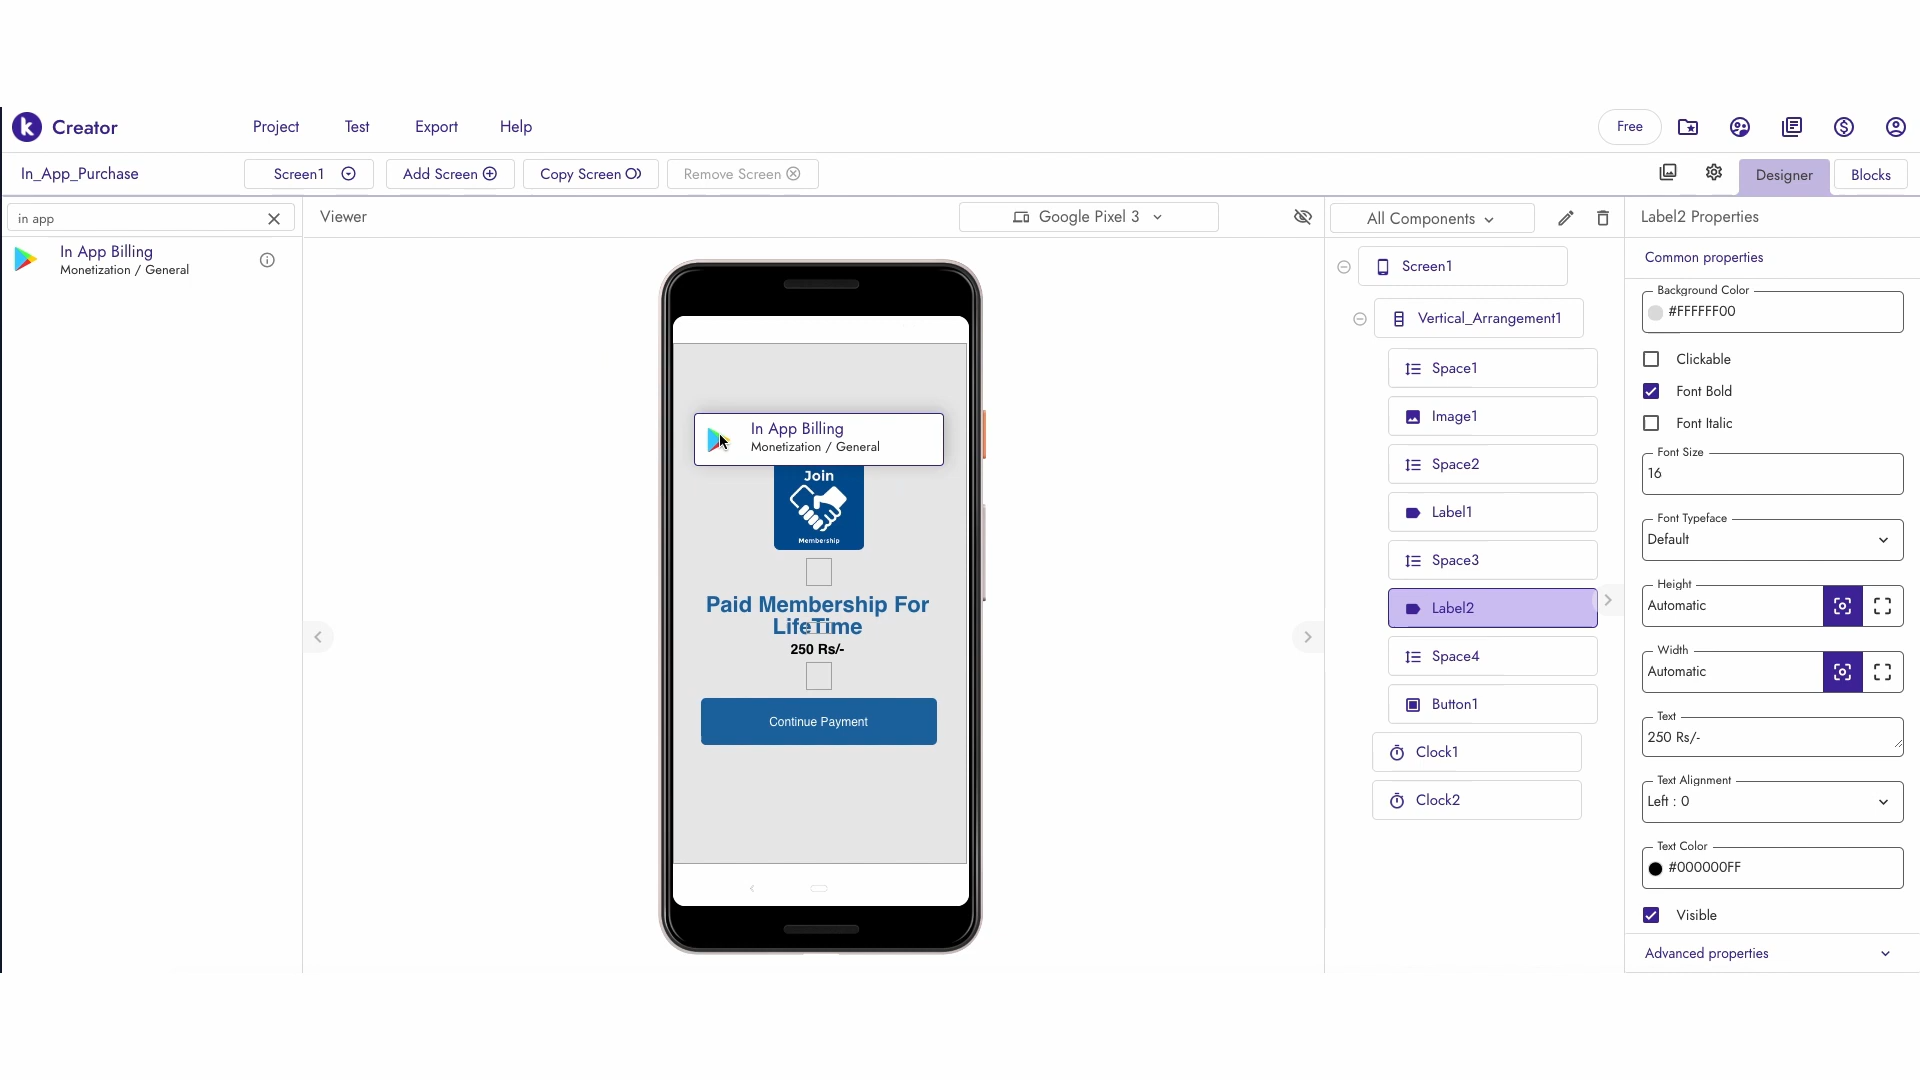 Creator
Project
Test
Export
Help
Free
In_App_Purchase
Screen1
Add Screen
Copy Screen
Remove Screen
Designer
Blocks
in app
Viewer
Google Pixel 3
All Components
Label2 Properties
In App Billing
Monetization / General
Common properties
Screen1
Background Color
#FFFFFF00
Vertical_Arrangement1
Clickable
Space1
Font Bold
Image1
Font Italic
In App Billing
Monetization / General
Space2
Font Size
16
Join
Membership
Label1
Font Typeface
Default
Space3
Paid Membership For
LifeTime
250 Rs/-
Label2
Height
Automatic
Space4
Width
Automatic
Button1
Continue Payment
Text
250 Rs/-
Clock1
Clock2
Text Alignment
Left : 0
Text Color
#000000FF
Visible
Advanced properties